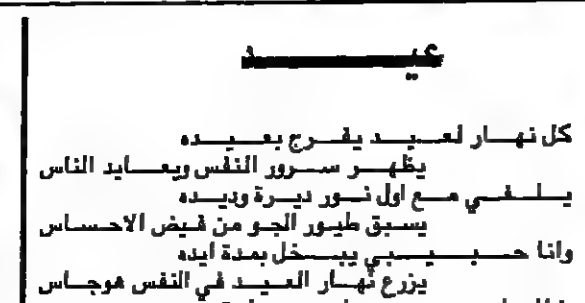 عيد
كل نهار لعيد يفرج بعيده
يظهر سرور النفس ويعايد الناس
يلفي مع اول نور ديرة وديده
يسبق طيور الجو من فيض الاحساس
وانا حبيبي يبخل بمدة ايده
يزرع نهار العيد في النفس هوجاس